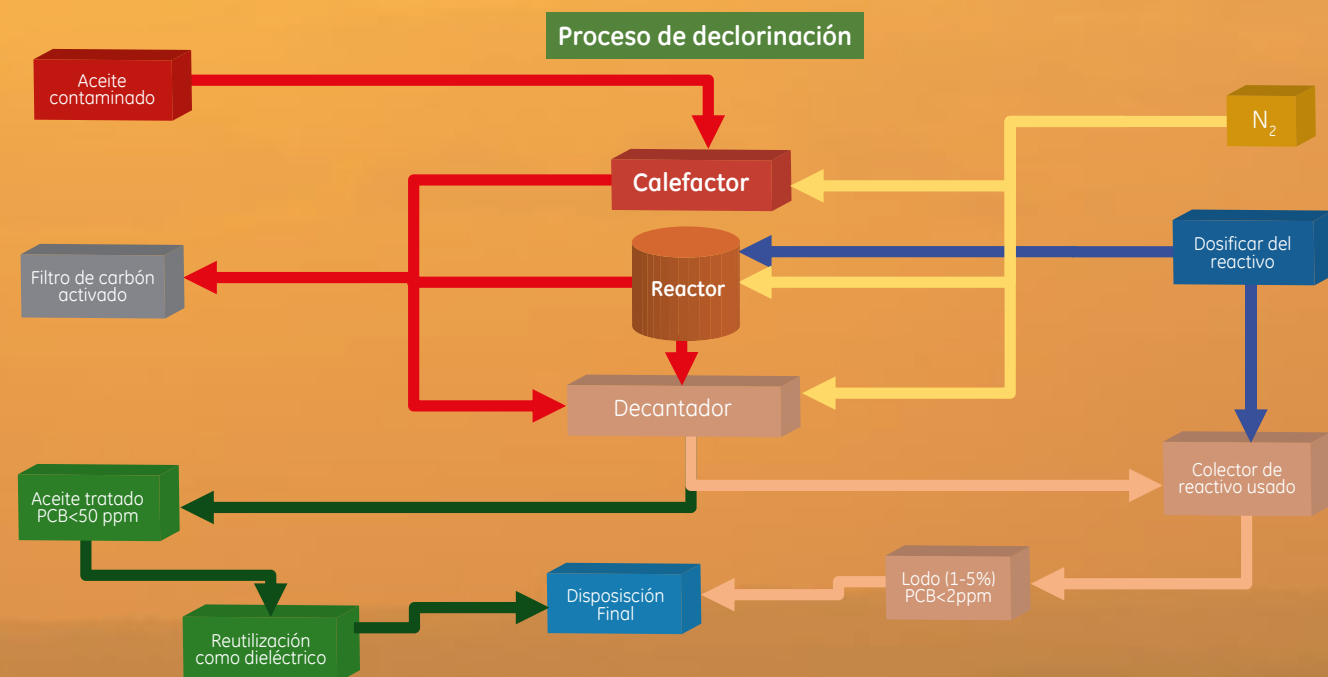 Proceso de declorinación
Aceite
contaminado
N₂
Calefactor
Dosificar del
reactivo
Filtro de carbón
activado
Reactor
Decantador
Colector de
reactivo usado
Aceite tratado
PCB<50 ppm
Lodo (1-5%)
PCB<2ppm
Disposisción
Final
Reutilización
como dieléctrico